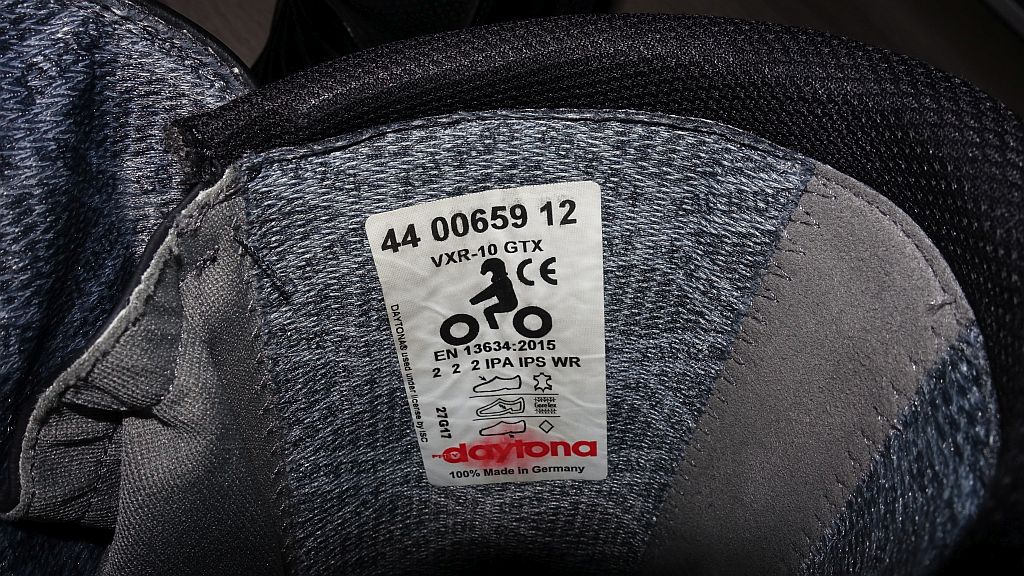 44 00659 12
VXR-10 GTX
CE
EN 13634:2015
2 2 2 IPA IPS WR
DAYTONA® used under license by ISC
27G17
daytona
100% Made in Germany